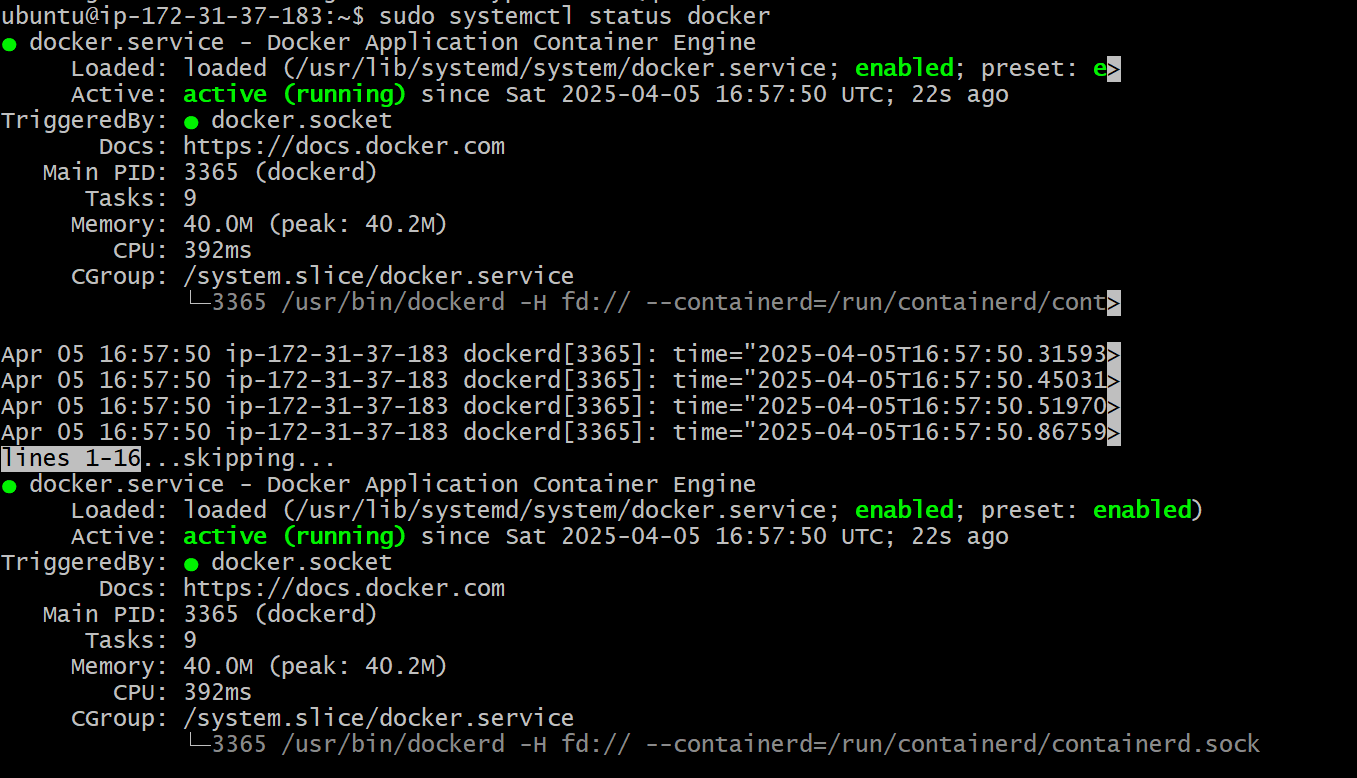 ubuntu@ip-172-31-37-183:~$ sudo systemctl status docker
● docker.service - Docker Application Container Engine
     Loaded: loaded (/usr/lib/systemd/system/docker.service; enabled; preset: e>
     Active: active (running) since Sat 2025-04-05 16:57:50 UTC; 22s ago
TriggeredBy: ● docker.socket
       Docs: https://docs.docker.com
   Main PID: 3365 (dockerd)
      Tasks: 9
     Memory: 40.0M (peak: 40.2M)
        CPU: 392ms
     CGroup: /system.slice/docker.service
             └─3365 /usr/bin/dockerd -H fd:// --containerd=/run/containerd/cont>

Apr 05 16:57:50 ip-172-31-37-183 dockerd[3365]: time="2025-04-05T16:57:50.31593>
Apr 05 16:57:50 ip-172-31-37-183 dockerd[3365]: time="2025-04-05T16:57:50.45031>
Apr 05 16:57:50 ip-172-31-37-183 dockerd[3365]: time="2025-04-05T16:57:50.51970>
Apr 05 16:57:50 ip-172-31-37-183 dockerd[3365]: time="2025-04-05T16:57:50.86759>
lines 1-16...skipping...
● docker.service - Docker Application Container Engine
     Loaded: loaded (/usr/lib/systemd/system/docker.service; enabled; preset: enabled)
     Active: active (running) since Sat 2025-04-05 16:57:50 UTC; 22s ago
TriggeredBy: ● docker.socket
       Docs: https://docs.docker.com
   Main PID: 3365 (dockerd)
      Tasks: 9
     Memory: 40.0M (peak: 40.2M)
        CPU: 392ms
     CGroup: /system.slice/docker.service
             └─3365 /usr/bin/dockerd -H fd:// --containerd=/run/containerd/containerd.sock